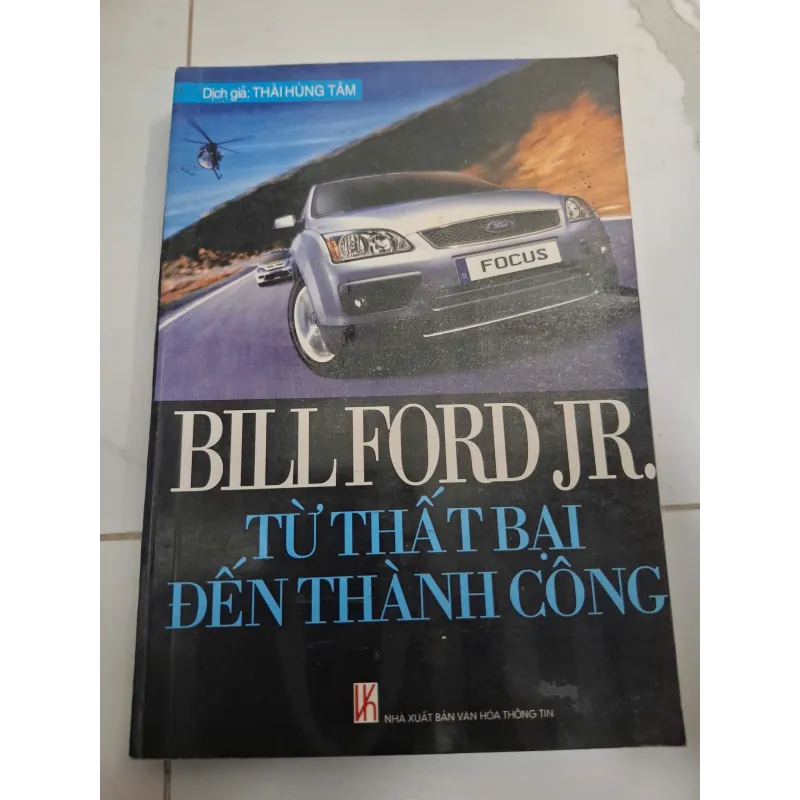 Dịch giả: THÁI HÙNG TÂM
Ford
FOCUS
BILL FORD JR.
TỪ THẤT BẠI
ĐẾN THÀNH CÔNG
NHÀ XUẤT BẢN VĂN HÓA THÔNG TIN